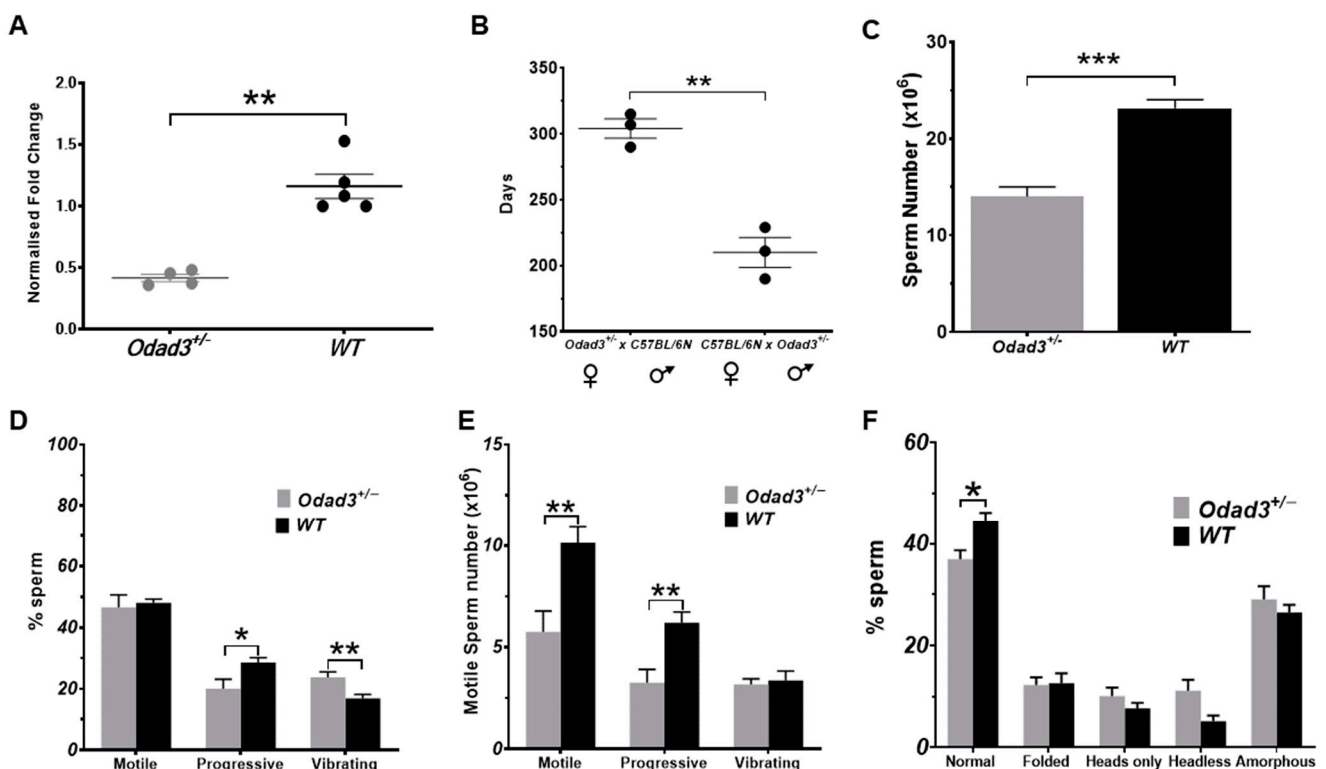 A
Normalised Fold Change
2.0
1.5
1.0
0.5
0.0
**
Odad3+/-
WT
B
Days
350
300
250
200
150
**
Odad3+/- x C57BL/6N
C57BL/6N x Odad3+/-
♀ ♂ ♀ ♂
C
Sperm Number (x10⁶)
30
20
10
0
***
Odad3+/-
WT
D
% sperm
100
80
60
40
20
0
*
**
Odad3+/−
WT
Motile Progressive Vibrating
E
Motile Sperm number (x10⁶)
15
10
5
0
**
**
Odad3+/−
WT
Motile Progressive Vibrating
F
% sperm
60
40
20
0
*
Odad3+/−
WT
Normal Folded Heads only Headless Amorphous